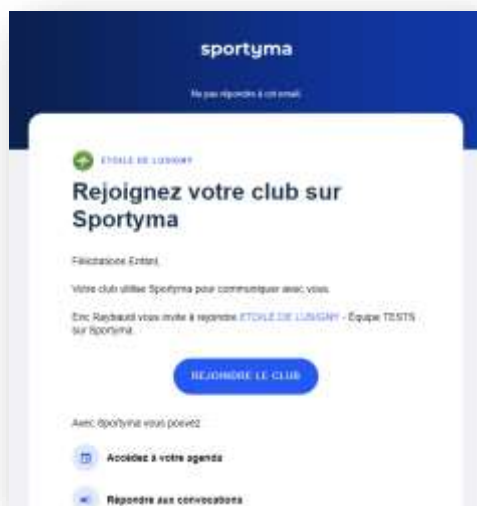 sportyma
Ne pas répondre à cet email.
ETOILE DE LUSIGNY
Rejoignez votre club sur
Sportyma
Félicitations Enfant,
Votre club utilise Sportyma pour communiquer avec vous.
Eric Raybaud vous invite à rejoindre ETOILE DE LUSIGNY - Équipe TESTS
sur Sportyma.
REJOINDRE LE CLUB
Avec Sportyma vous pouvez
Accédez à votre agenda
Répondre aux convocations